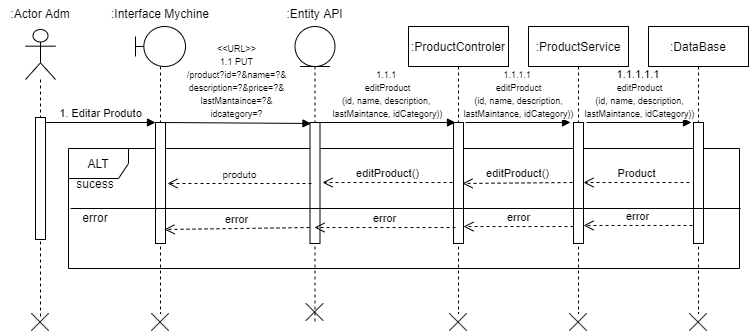 :Actor Adm
:Interface Mychine
:Entity API
:ProductControler
:ProductService
:DataBase
<<URL>>
1.1 PUT
/product?id=?&name=?&
description=?&price=?&
lastMantaince=?&
idcategory=?
1.1.1
editProduct
(id, name, description,
lastMaintance, idCategory))
1.1.1.1
editProduct
(id, name, description,
lastMaintance, idCategory))
1.1.1.1.1
editProduct
(id, name, description,
lastMaintance, idCategory))
1. Editar Produto
ALT
sucess
produto
editProduct()
editProduct()
Product
error
error
error
error
error